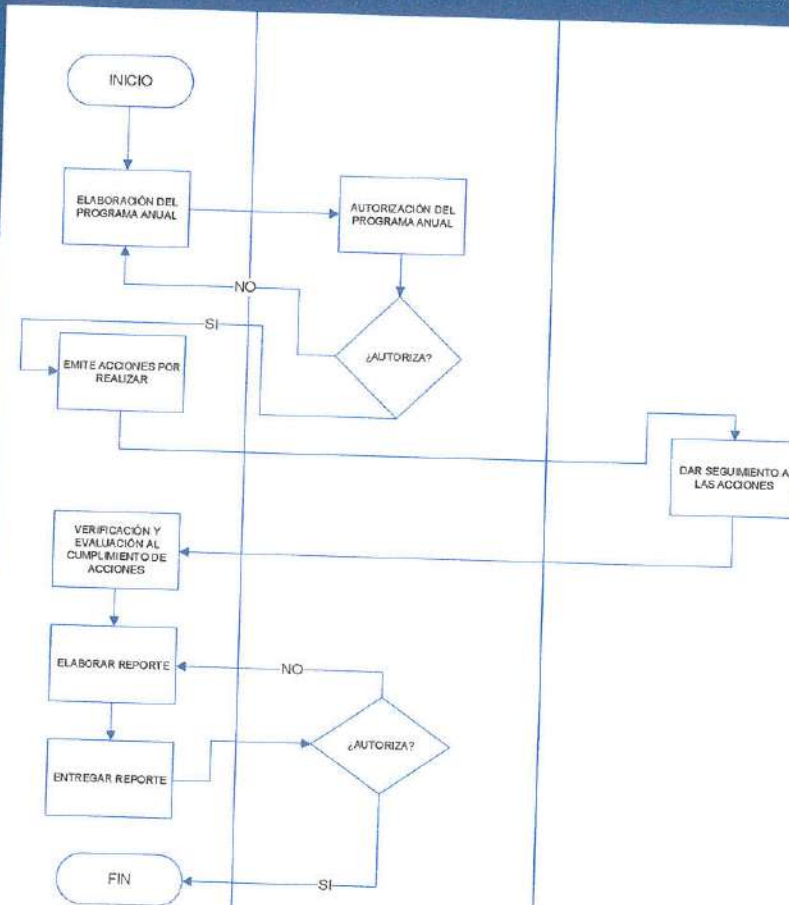 INICIO
ELABORACIÓN DEL
PROGRAMA ANUAL
AUTORIZACIÓN DEL
PROGRAMA ANUAL
NO
SI
¿AUTORIZA?
EMITE ACCIONES POR
REALIZAR
DAR SEGUIMIENTO A
LAS ACCIONES
VERIFICACIÓN Y
EVALUACIÓN AL
CUMPLIMIENTO DE
ACCIONES
ELABORAR REPORTE
NO
¿AUTORIZA?
ENTREGAR REPORTE
FIN
SI